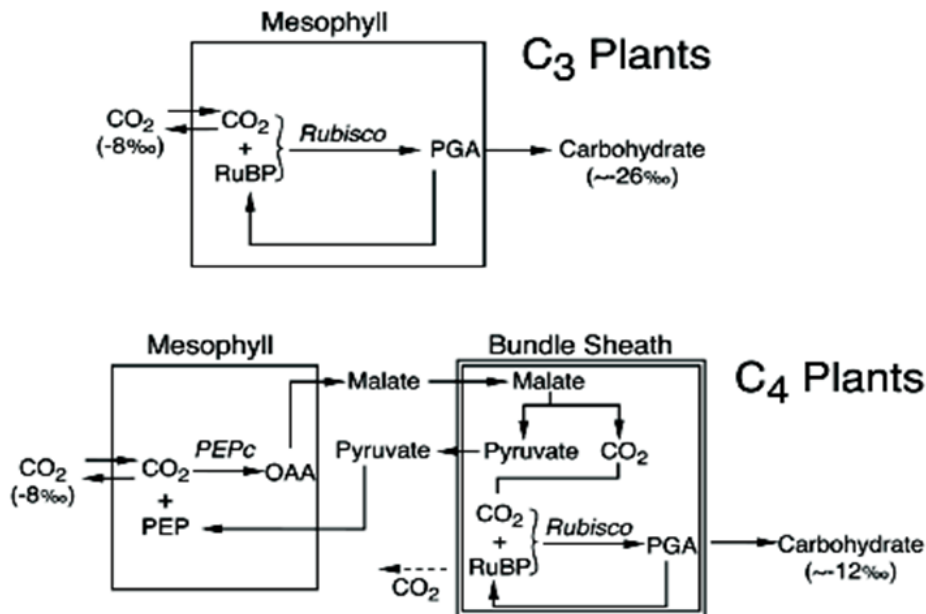 Mesophyll
C₃ Plants
CO₂
(-8‰)
CO₂
+
RuBP
Rubisco
PGA
Carbohydrate
(~-26‰)
Mesophyll
Bundle Sheath
C₄ Plants
Malate
Malate
CO₂
(-8‰)
CO₂
+
PEP
PEPc
OAA
Pyruvate
Pyruvate
CO₂
CO₂
+
RuBP
Rubisco
PGA
Carbohydrate
(~-12‰)
CO₂